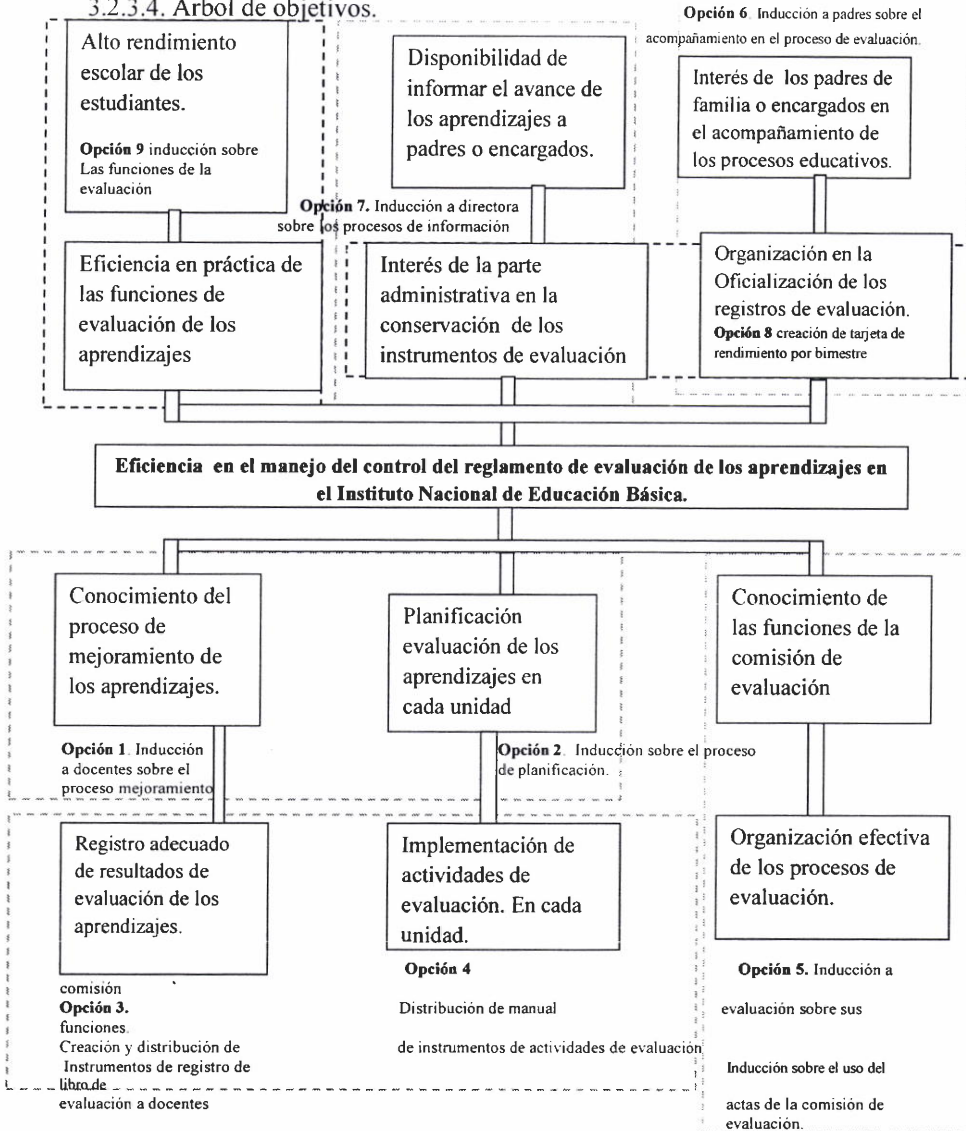 3.2.3.4. Árbol de objetivos.
Opción 6. Inducción a padres sobre el
acompañamiento en el proceso de evaluación.
Alto rendimiento
escolar de los
estudiantes.
Opción 9 inducción sobre
Las funciones de la
evaluación
Disponibilidad de
informar el avance de
los aprendizajes a
padres o encargados.
Interés de los padres de
familia o encargados en
el acompañamiento de
los procesos educativos.
Opción 7. Inducción a directora
sobre los procesos de información
Eficiencia en práctica de
las funciones de
evaluación de los
aprendizajes
Interés de la parte
administrativa en la
conservación de los
instrumentos de evaluación
Organización en la
Oficialización de los
registros de evaluación.
Opción 8 creación de tarjeta de
rendimiento por bimestre
Eficiencia en el manejo del control del reglamento de evaluación de los aprendizajes en
el Instituto Nacional de Educación Básica.
Conocimiento del
proceso de
mejoramiento de
los aprendizajes.
Planificación
evaluación de los
aprendizajes en
cada unidad
Conocimiento de
las funciones de la
comisión de
evaluación
Opción 1. Inducción
a docentes sobre el
proceso mejoramiento
Opción 2. Inducción sobre el proceso
de planificación.
Registro adecuado
de resultados de
evaluación de los
aprendizajes.
Implementación de
actividades de
evaluación. En cada
unidad.
Organización efectiva
de los procesos de
evaluación.
comisión
Opción 3.
funciones.
Creación y distribución de
Instrumentos de registro de
libro de
evaluación a docentes
Opción 4
Distribución de manual
de instrumentos de actividades de evaluación
Opción 5. Inducción a
evaluación sobre sus
Inducción sobre el uso del
actas de la comisión de
evaluación.